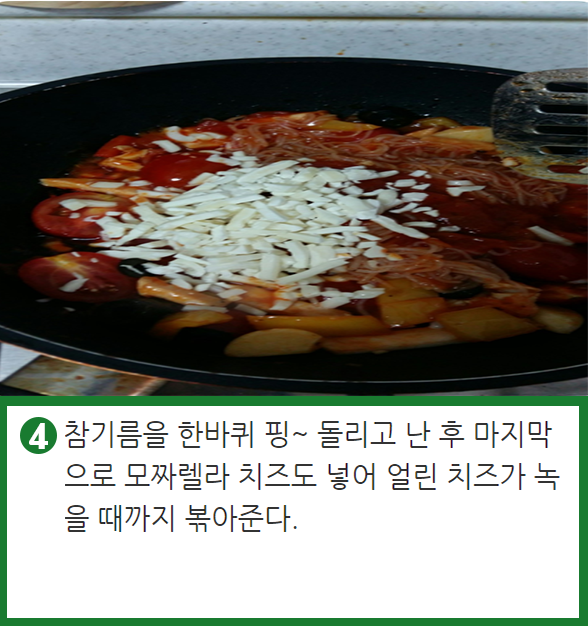 4 참기름을 한바퀴 핑~ 돌리고 난 후 마지막
으로 모짜렐라 치즈도 넣어 얼린 치즈가 녹
을 때까지 볶아준다.